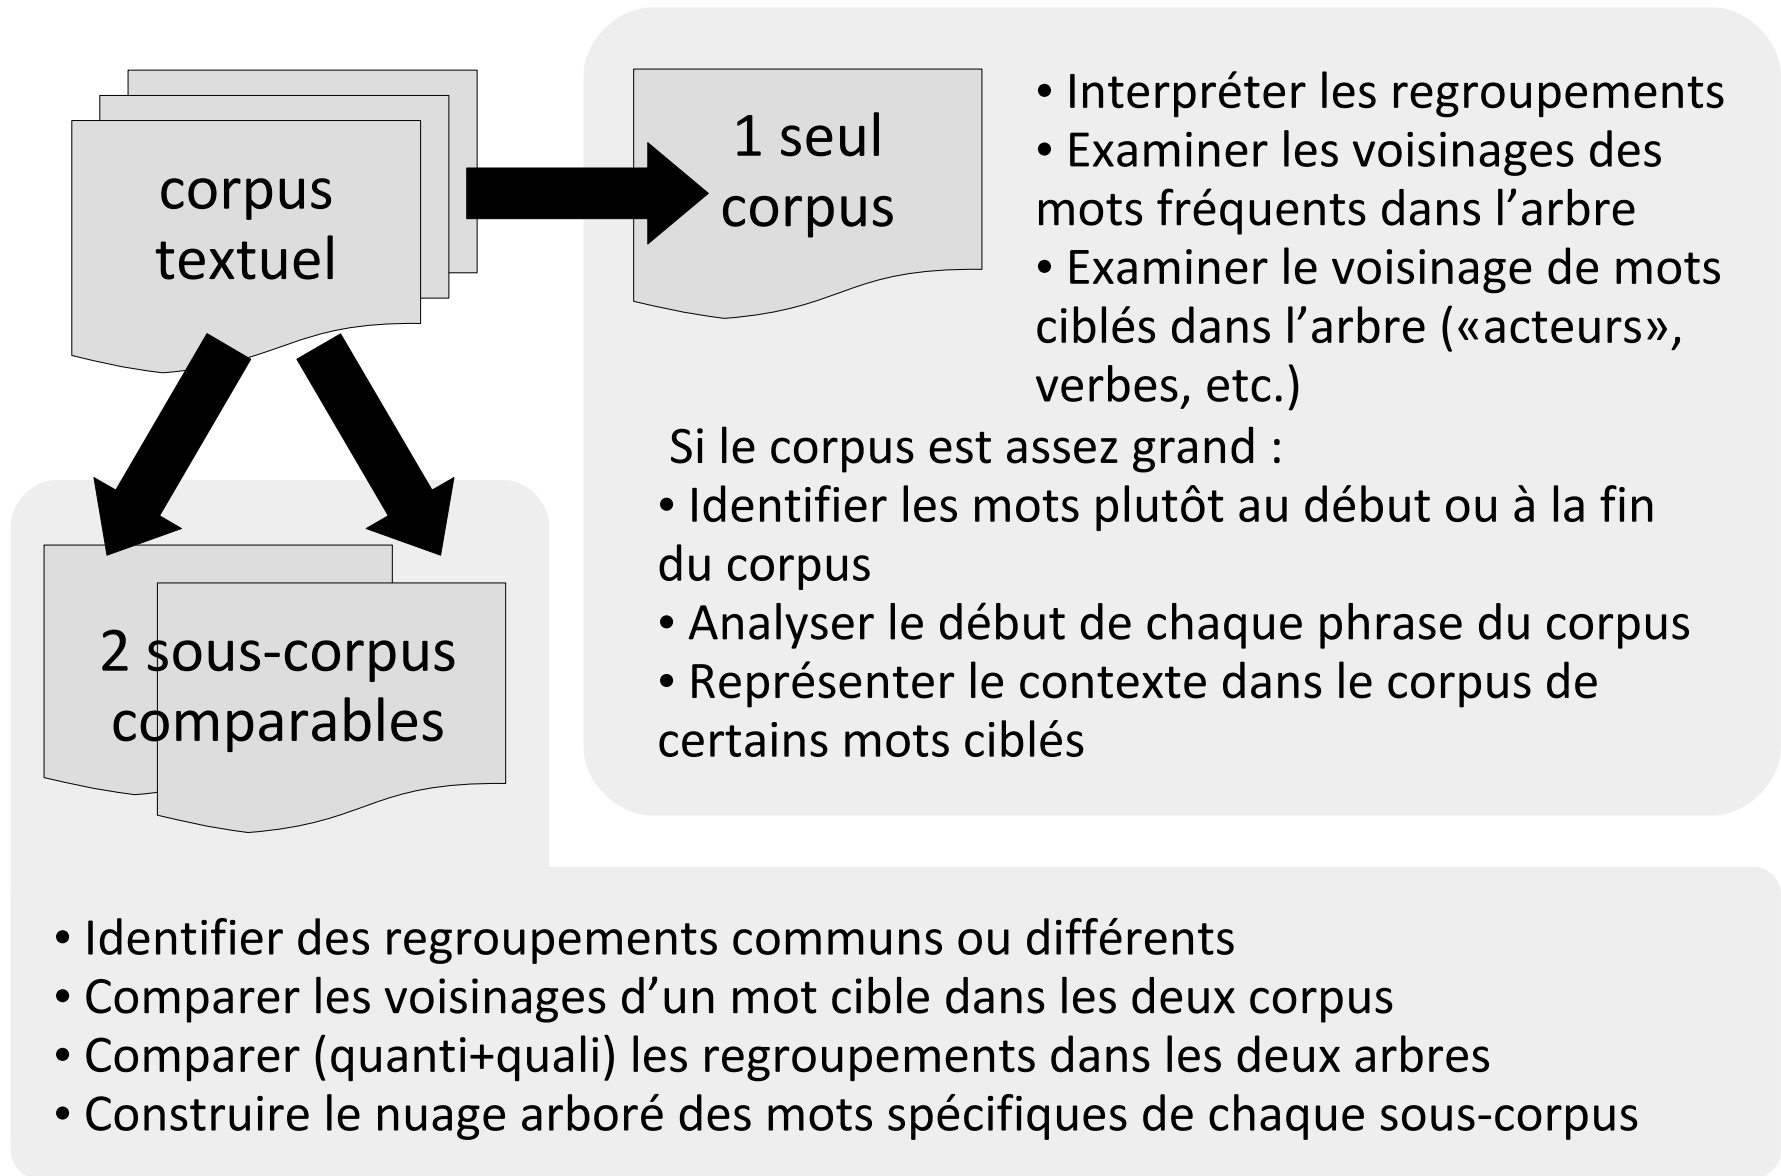 corpus
textuel
1 seul
corpus
• Interpréter les regroupements
• Examiner les voisinages des
mots fréquents dans l’arbre
• Examiner le voisinage de mots
ciblés dans l’arbre («acteurs»,
verbes, etc.)
Si le corpus est assez grand :
• Identifier les mots plutôt au début ou à la fin
du corpus
• Analyser le début de chaque phrase du corpus
• Représenter le contexte dans le corpus de
certains mots ciblés
2 sous-corpus
comparables
• Identifier des regroupements communs ou différents
• Comparer les voisinages d’un mot cible dans les deux corpus
• Comparer (quanti+quali) les regroupements dans les deux arbres
• Construire le nuage arboré des mots spécifiques de chaque sous-corpus